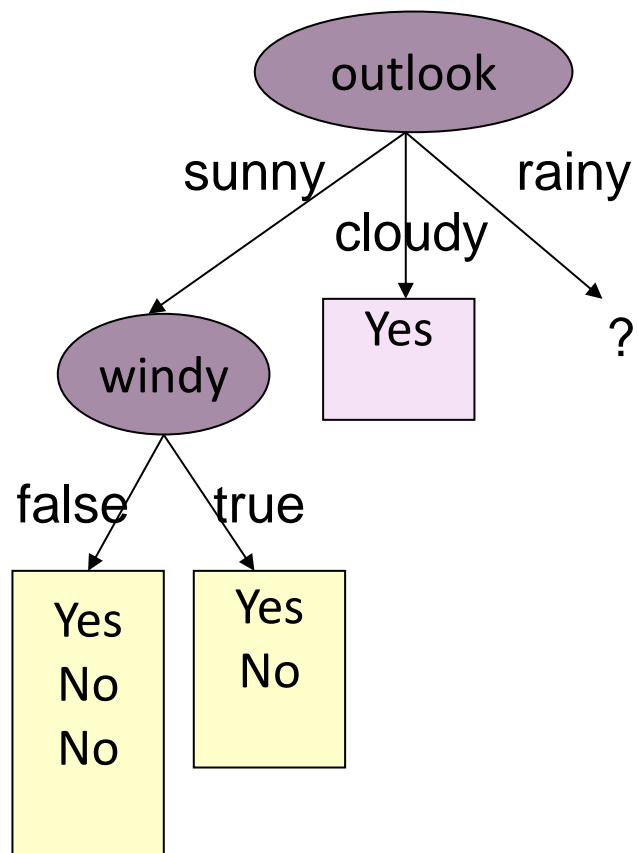 outlook
sunny
rainy
cloudy
Yes
?
windy
false
true
Yes
No
No
Yes
No